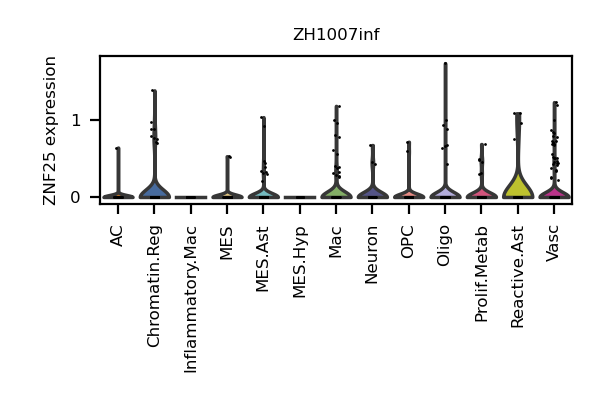 ZH1007inf
ZNF25 expression
1
0
AC
Chromatin.Reg
Inflammatory.Mac
MES
MES.Ast
MES.Hyp
Mac
Neuron
OPC
Oligo
Prolif.Metab
Reactive.Ast
Vasc